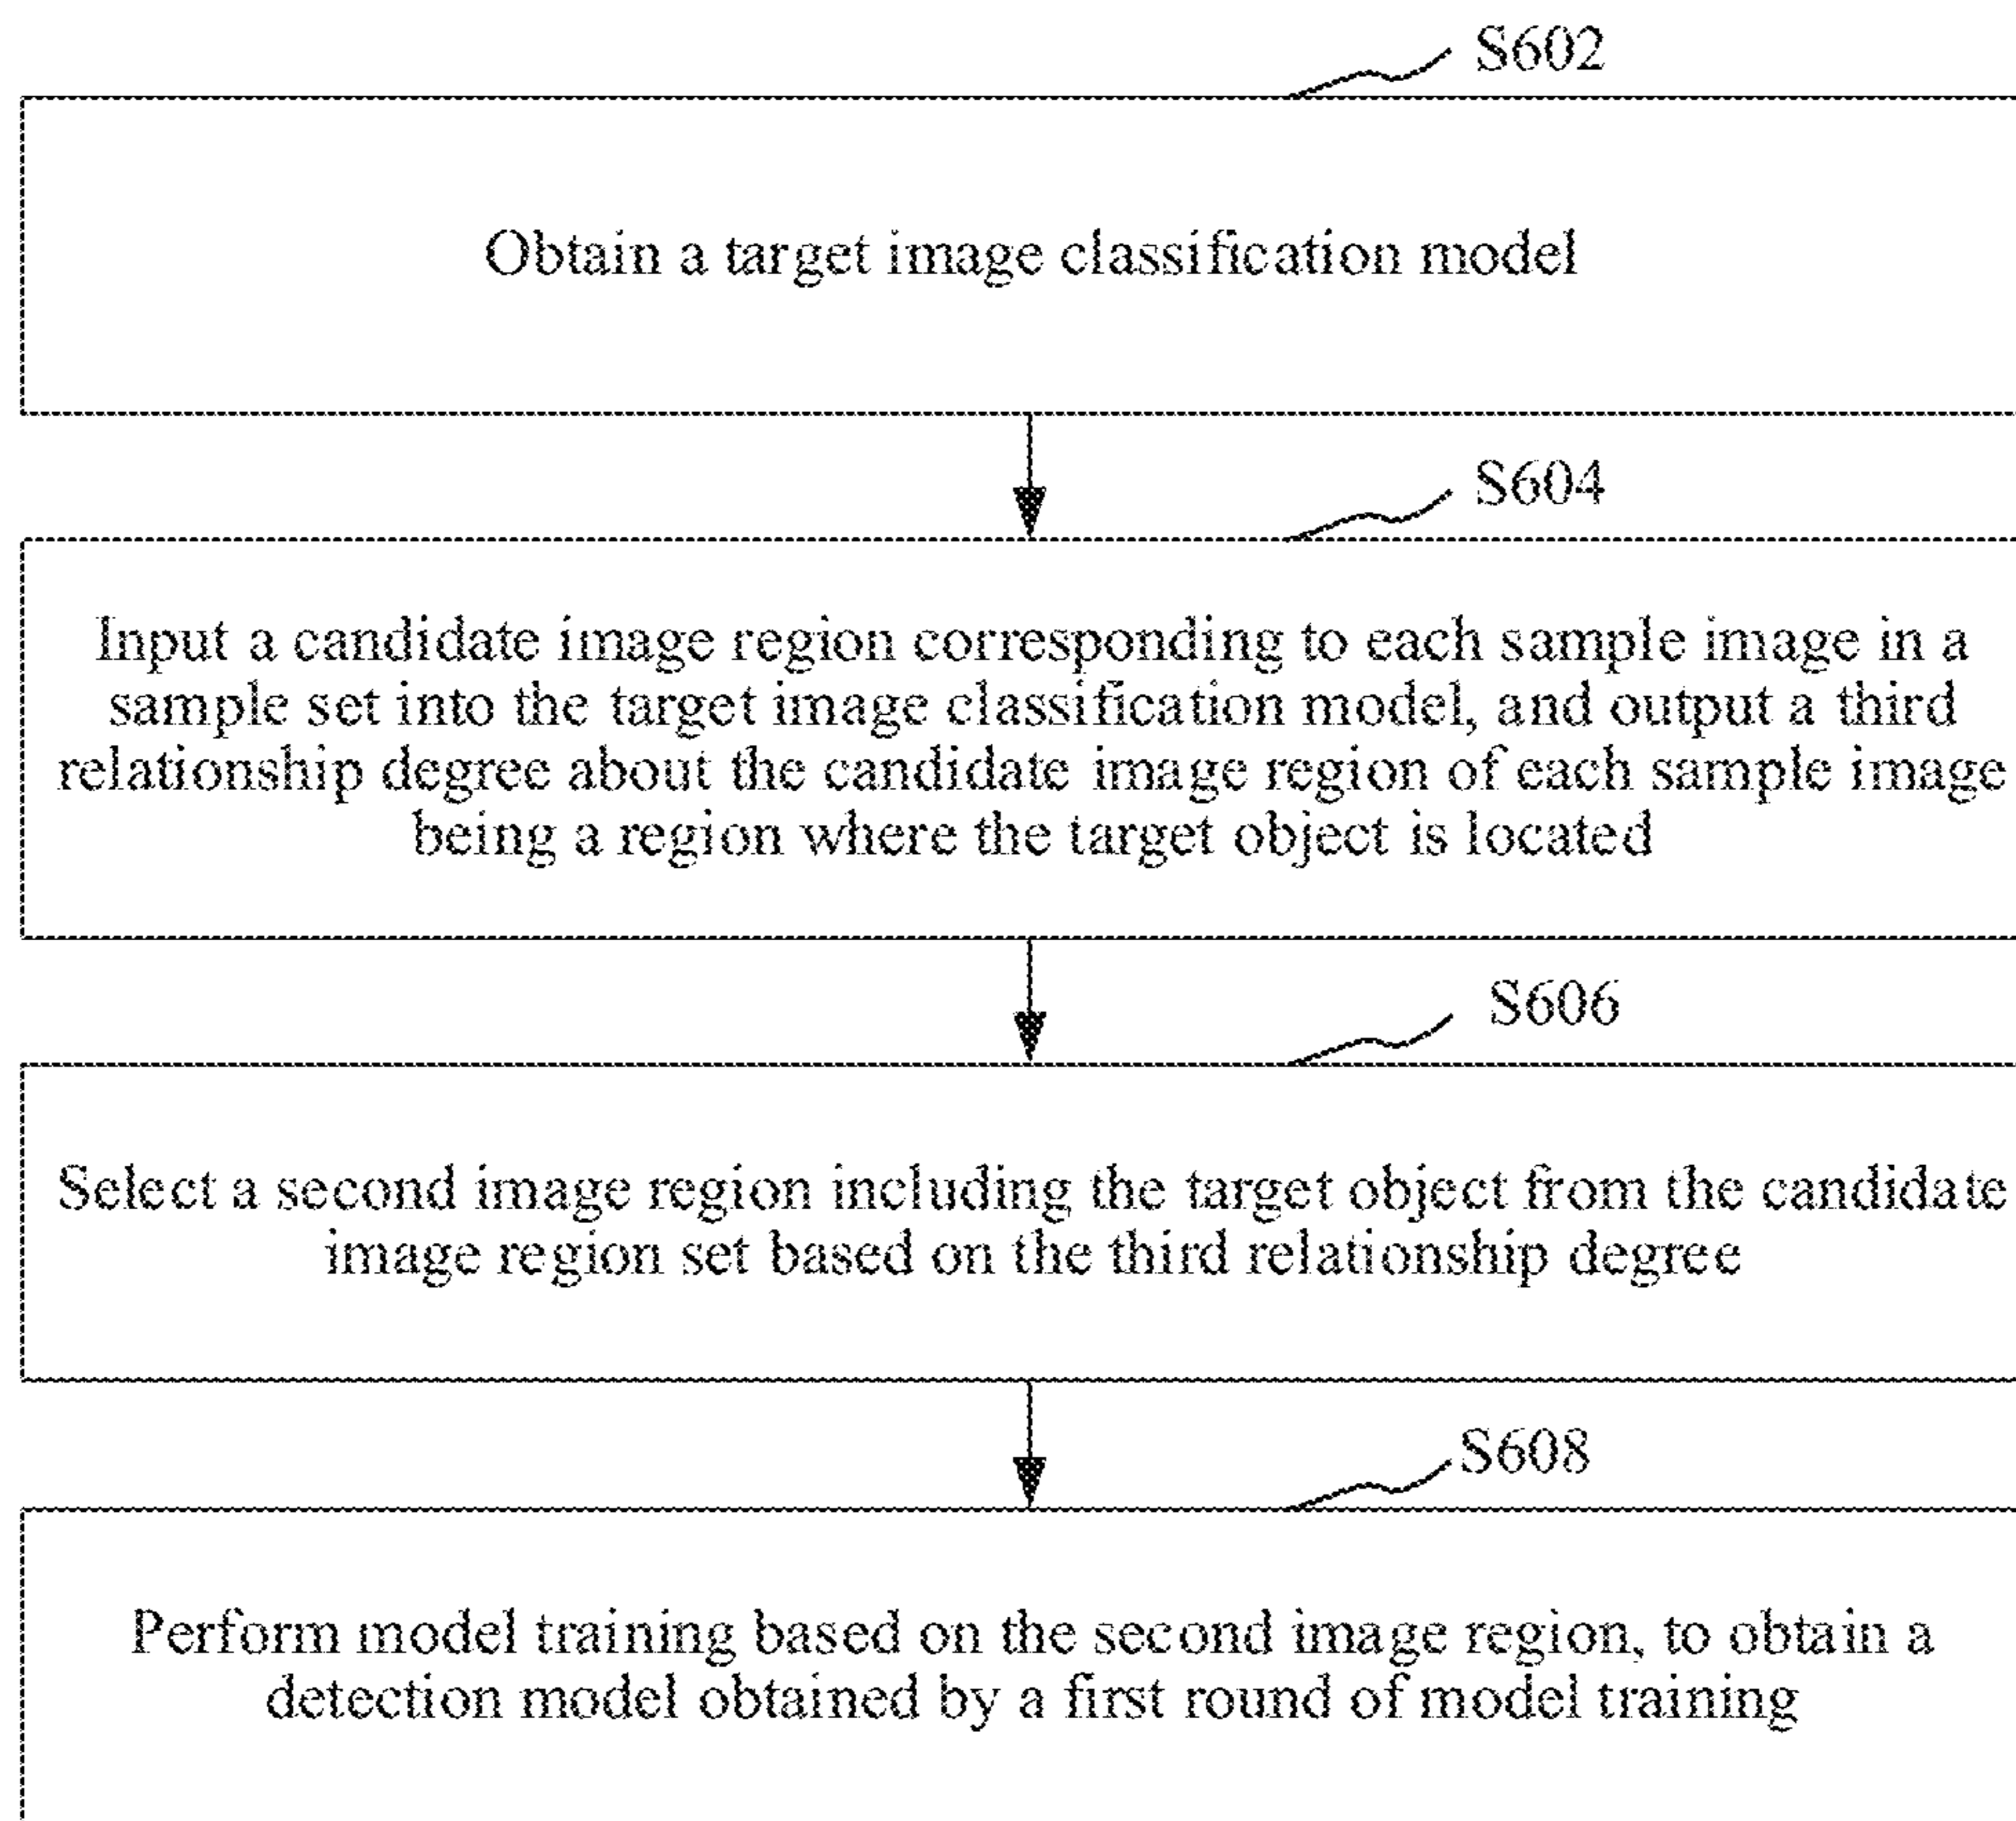 S602
Obtain a target image classification model
S604
Input a candidate image region corresponding to each sample image in a
sample set into the target image classification model, and output a third
relationship degree about the candidate image region of each sample image
being a region where the target object is located
S606
Select a second image region including the target object from the candidate
image region set based on the third relationship degree
S608
Perform model training based on the second image region, to obtain a
detection model obtained by a first round of model training